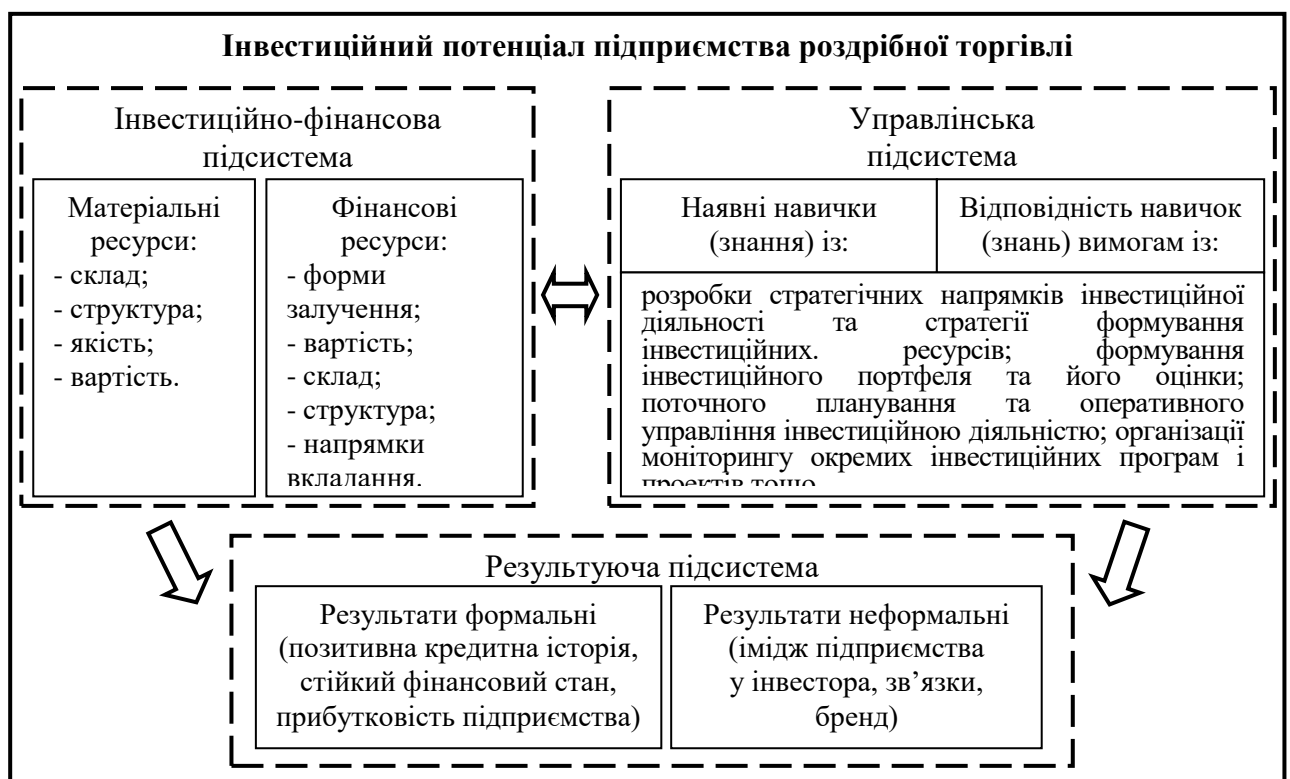 Інвестиційний потенціал підприємства роздрібної торгівлі
Інвестиційно-фінансова
підсистема
Матеріальні
ресурси:
- склад;
- структура;
- якість;
- вартість.
Фінансові
ресурси:
- форми
залучення;
- вартість;
- склад;
- структура;
- напрямки
вкладання.
Управлінська
підсистема
Наявні навички
(знання) із:
Відповідність навичок
(знань) вимогам із:
розробки стратегічних напрямків інвестиційної
діяльності та стратегії формування
інвестиційних. ресурсів; формування
інвестиційного портфеля та його оцінки;
поточного планування та оперативного
управління інвестиційною діяльністю; організації
моніторингу окремих інвестиційних програм і
проектів тощо
Результуюча підсистема
Результати формальні
(позитивна кредитна історія,
стійкий фінансовий стан,
прибутковість підприємства)
Результати неформальні
(імідж підприємства
у інвестора, зв’язки,
бренд)